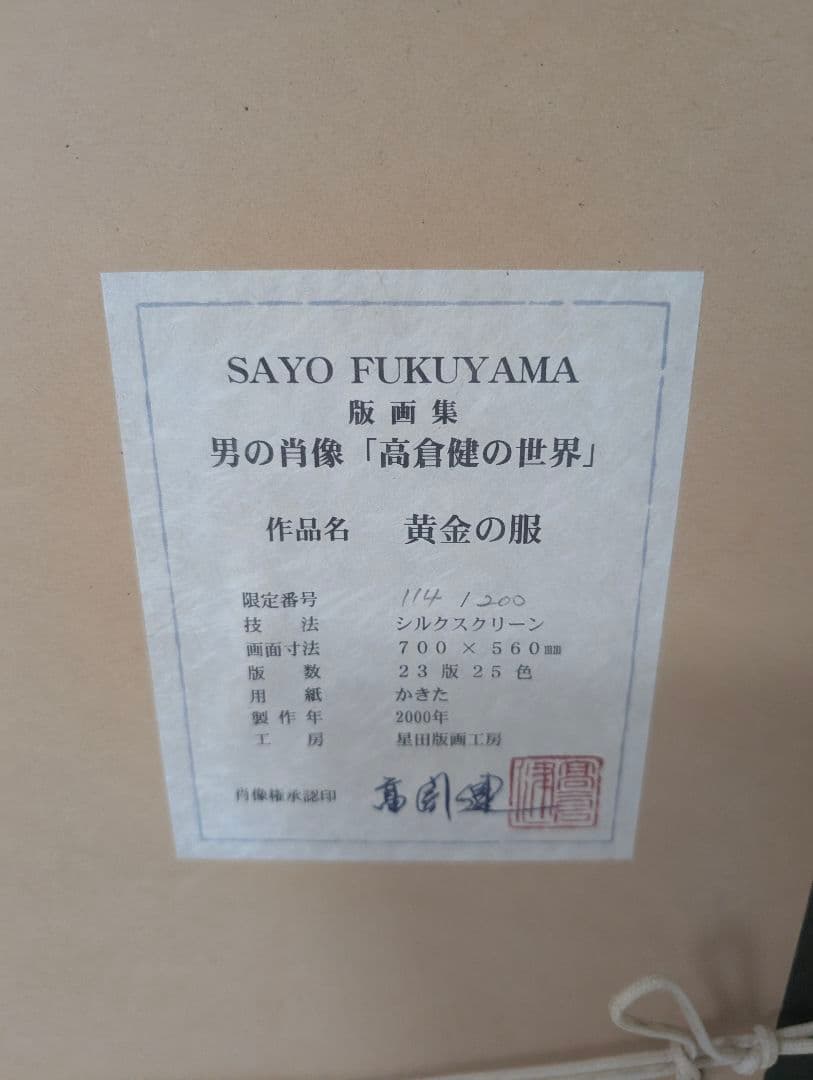 SAYO FUKUYAMA
版画集
男の肖像「高倉健の世界」
作品名 黄金の服
限定番号 114 / 200
技法 シルクスクリーン
画面寸法 700 × 560㎜
版数 23版25色
用紙 かきた
製作年 2000年
工房 星田版画工房
肖像権承認印 高倉健